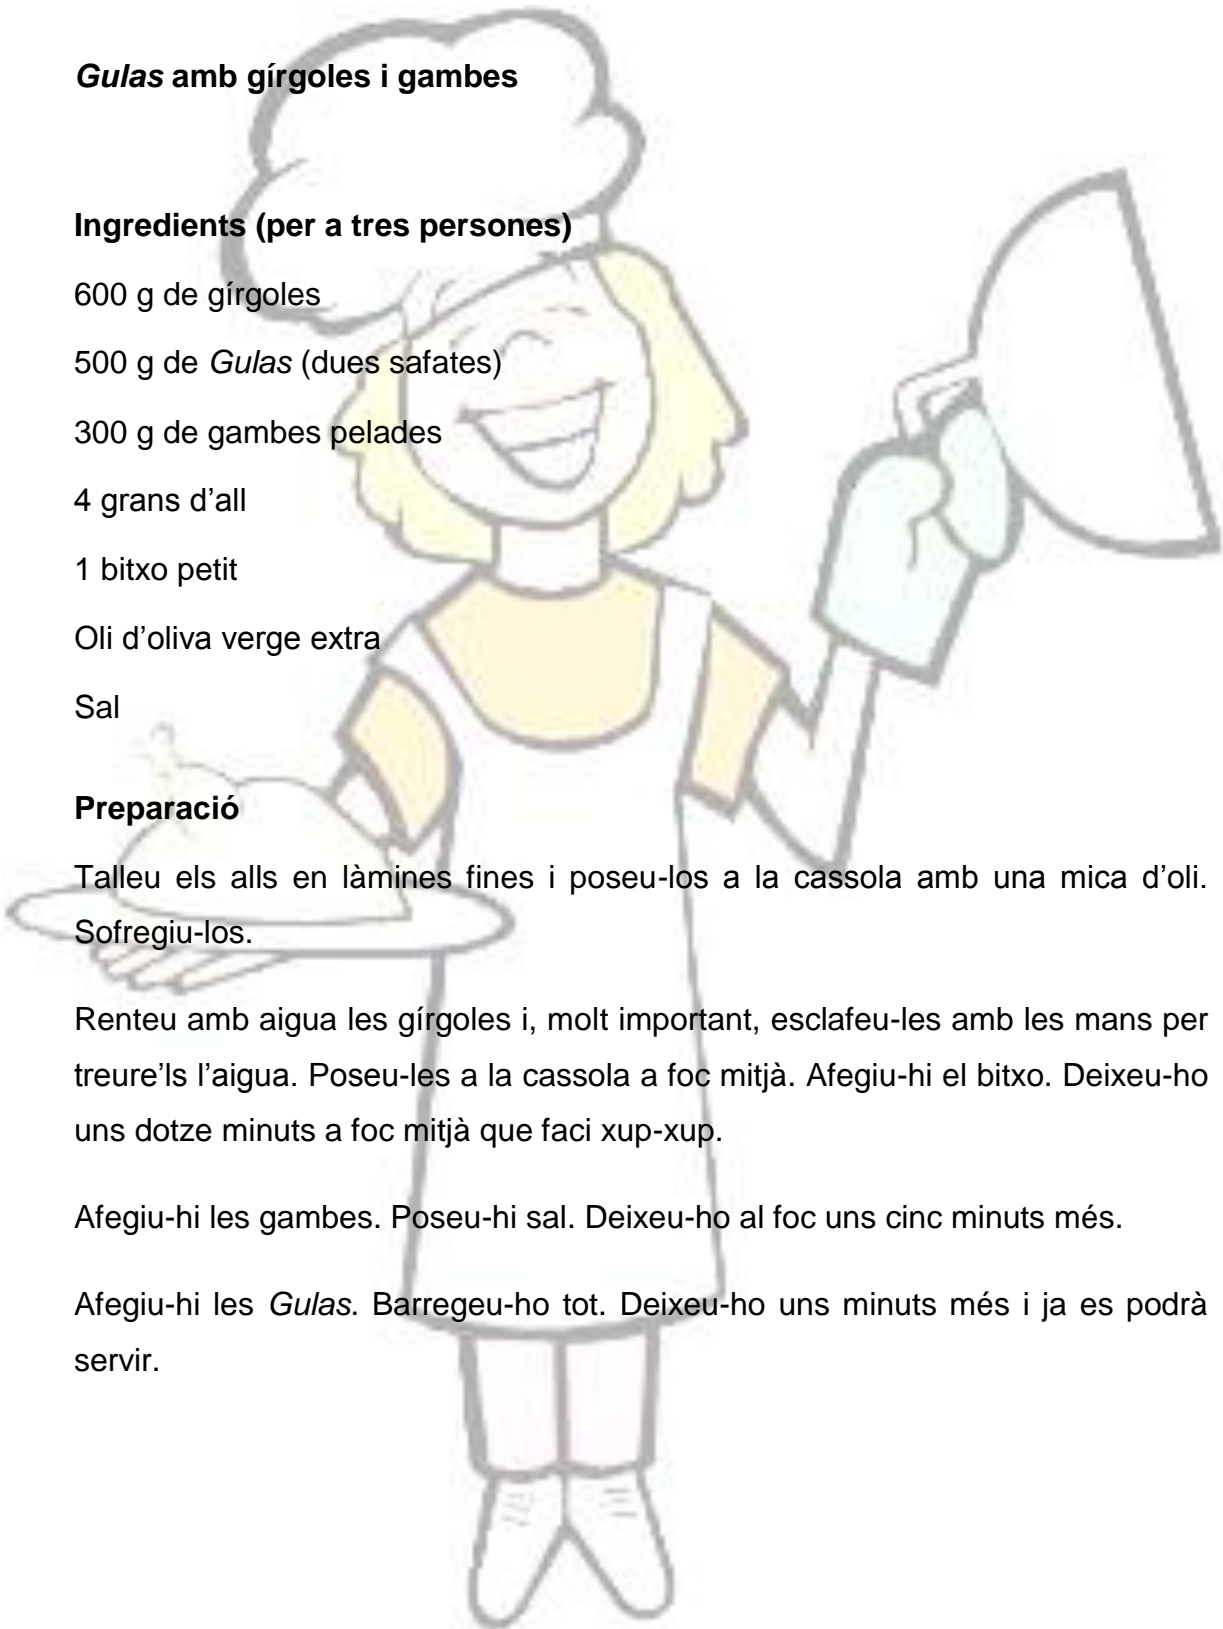 Gulas amb gírgoles i gambes
Ingredients (per a tres persones)
600 g de gírgoles
500 g de Gulas (dues safates)
300 g de gambes pelades
4 grans d’all
1 bitxo petit
Oli d’oliva verge extra
Sal
Preparació
Talleu els alls en làmines fines i poseu-los a la cassola amb una mica d’oli.
Sofregiu-los.
Renteu amb aigua les gírgoles i, molt important, esclafeu-les amb les mans per
treure’ls l’aigua. Poseu-les a la cassola a foc mitjà. Afegiu-hi el bitxo. Deixeu-ho
uns dotze minuts a foc mitjà que faci xup-xup.
Afegiu-hi les gambes. Poseu-hi sal. Deixeu-ho al foc uns cinc minuts més.
Afegiu-hi les Gulas. Barregeu-ho tot. Deixeu-ho uns minuts més i ja es podrà
servir.